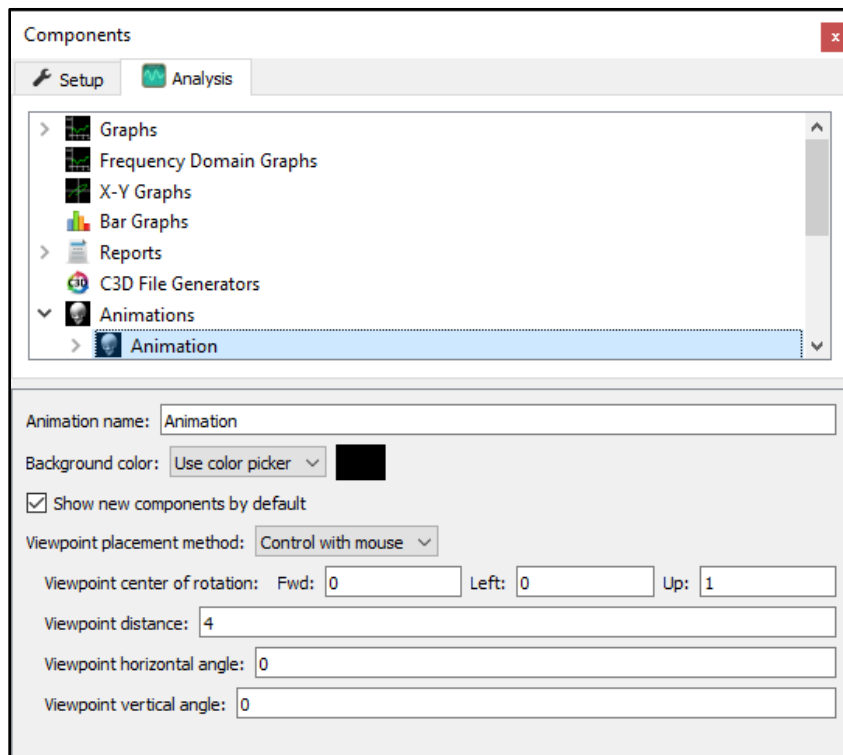 Components
x
Setup Analysis
Graphs
Frequency Domain Graphs
X-Y Graphs
Bar Graphs
Reports
C3D File Generators
Animations
Animation
Animation name: Animation
Background color: Use color picker
Show new components by default
Viewpoint placement method: Control with mouse
Viewpoint center of rotation: Fwd: 0 Left: 0 Up: 1
Viewpoint distance: 4
Viewpoint horizontal angle: 0
Viewpoint vertical angle: 0